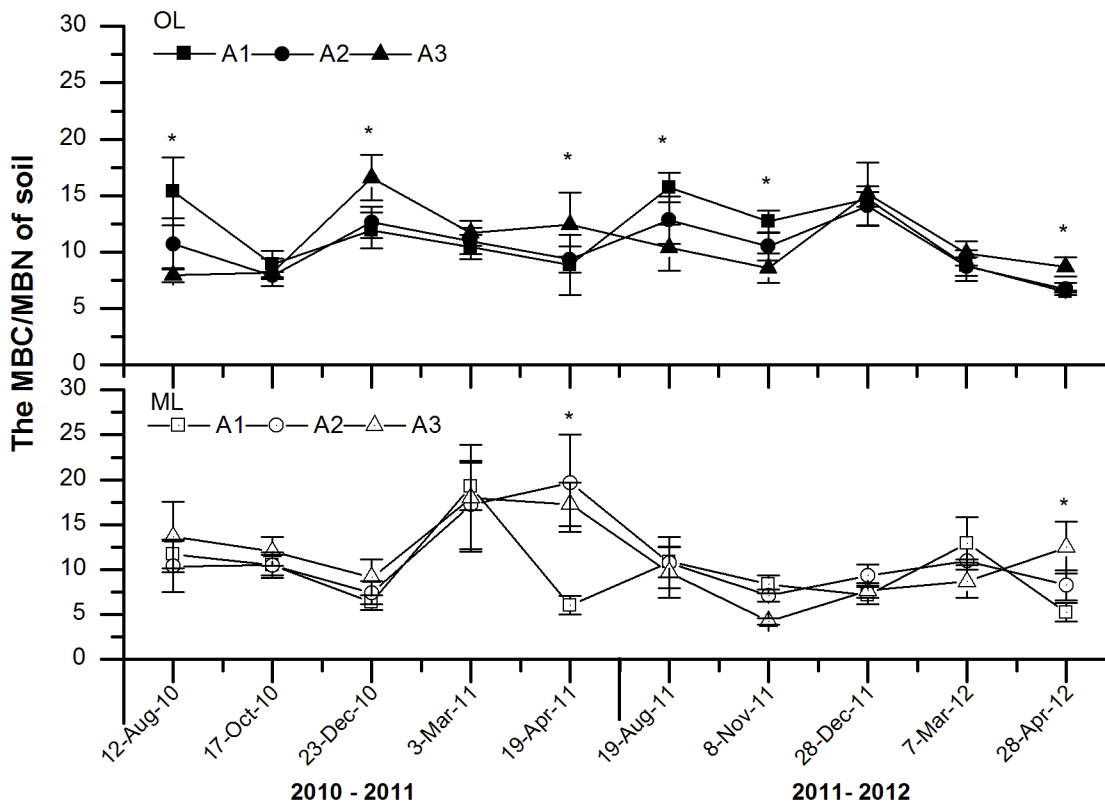 The MBC/MBN of soil
OL
A1 A2 A3
30
25
20
15
10
5
0
* * * * * *
ML
A1 A2 A3
30
25
20
15
10
5
0
* *
12-Aug-10
17-Oct-10
23-Dec-10
3-Mar-11
19-Apr-11
19-Aug-11
8-Nov-11
28-Dec-11
7-Mar-12
28-Apr-12
2010 - 2011
2011- 2012